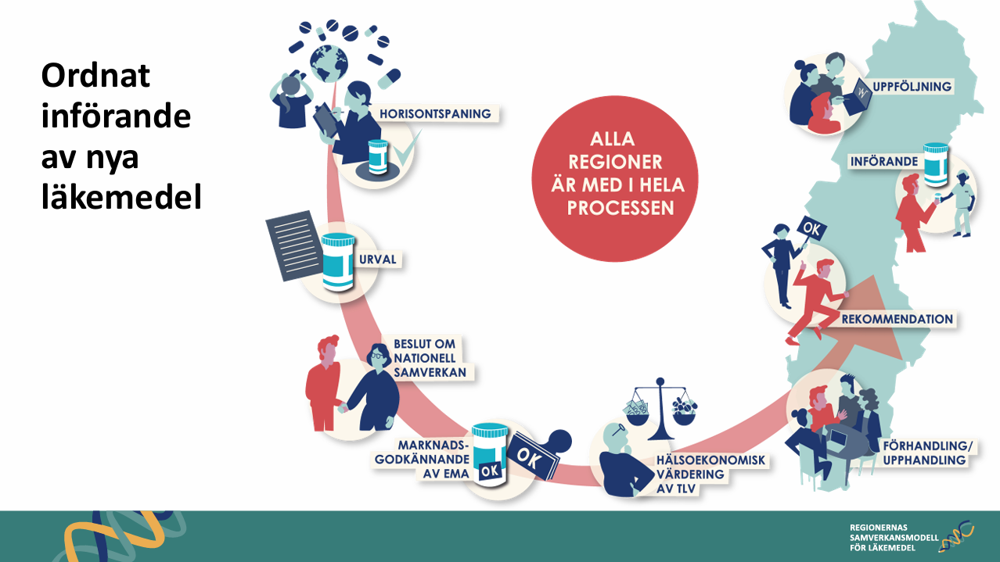 Ordnat
införande
av nya
läkemedel
HORISONTSPANING
URVAL
BESLUT OM
NATIONELL
SAMVERKAN
MARKNADS-
GODKÄNNANDE
AV EMA
OK
OK
HÄLSOEKONOMISK
VÄRDERING
AV TLV
FÖRHANDLING/
UPPHANDLING
REKOMMENDATION
OK
INFÖRANDE
UPPFÖLJNING
ALLA
REGIONER
ÄR MED I HELA
PROCESSEN
REGIONERNAS
SAMVERKANSMODELL
FÖR LÄKEMEDEL